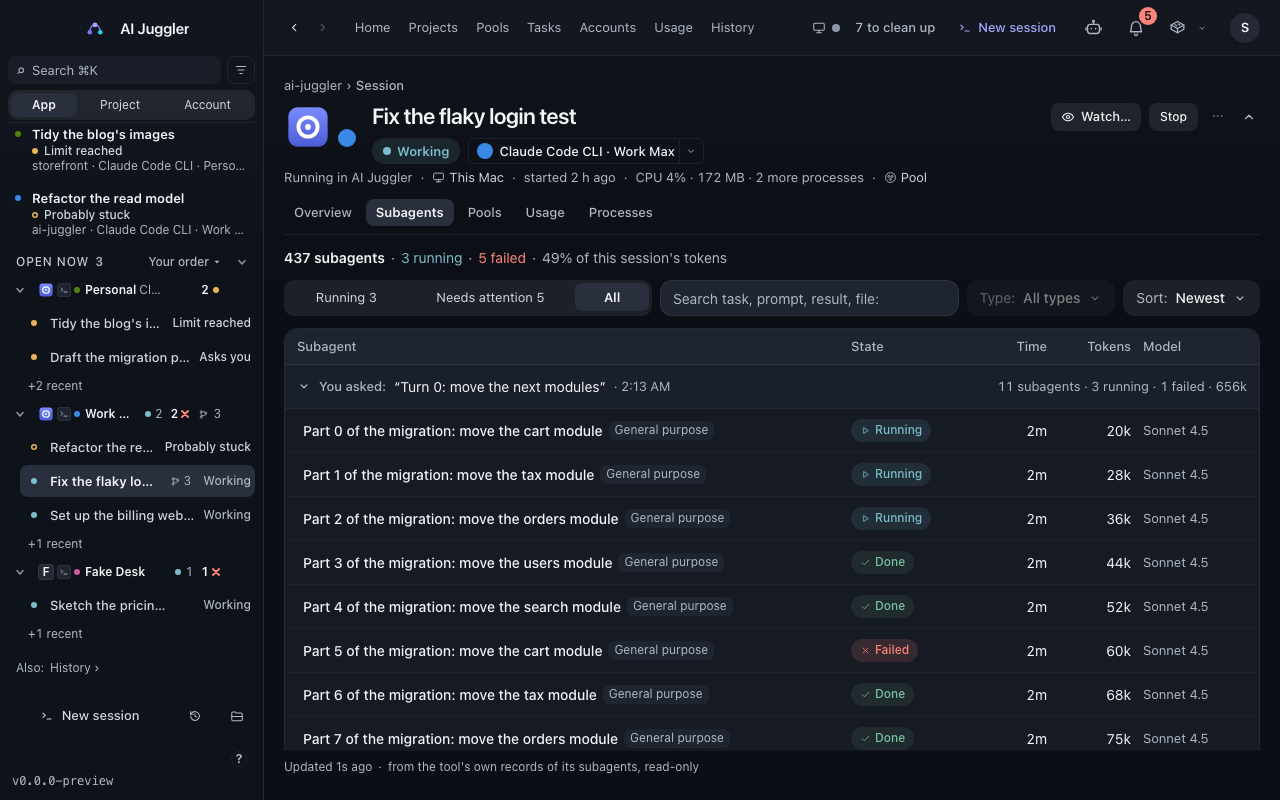 AI Juggler
Search ⌘K
App Project Account
Tidy the blog's images
Limit reached
storefront · Claude Code CLI · Perso...
Refactor the read model
Probably stuck
ai-juggler · Claude Code CLI · Work ...
OPEN NOW 3 Your order
Personal Cl... 2
Tidy the blog's i... Limit reached
Draft the migration p... Asks you
+2 recent
Work ... 2 2 3
Refactor the re... Probably stuck
Fix the flaky lo... 3 Working
Set up the billing web... Working
+1 recent
F Fake Desk 1 1
Sketch the pricin... Working
+1 recent
Also: History ›
New session
?
v0.0.0-preview
Home Projects Pools Tasks Accounts Usage History 7 to clean up New session 5 S
ai-juggler › Session
Fix the flaky login test
Watch... Stop ...
Working Claude Code CLI · Work Max
Running in AI Juggler · This Mac · started 2 h ago · CPU 4% · 172 MB · 2 more processes · Pool
Overview Subagents Pools Usage Processes
437 subagents · 3 running · 5 failed · 49% of this session's tokens
Running 3 Needs attention 5 All Search task, prompt, result, file: Type: All types Sort: Newest
Subagent State Time Tokens Model
You asked: “Turn 0: move the next modules” · 2:13 AM 11 subagents · 3 running · 1 failed · 656k
Part 0 of the migration: move the cart module General purpose Running 2m 20k Sonnet 4.5
Part 1 of the migration: move the tax module General purpose Running 2m 28k Sonnet 4.5
Part 2 of the migration: move the orders module General purpose Running 2m 36k Sonnet 4.5
Part 3 of the migration: move the users module General purpose Done 2m 44k Sonnet 4.5
Part 4 of the migration: move the search module General purpose Done 2m 52k Sonnet 4.5
Part 5 of the migration: move the cart module General purpose Failed 2m 60k Sonnet 4.5
Part 6 of the migration: move the tax module General purpose Done 2m 68k Sonnet 4.5
Part 7 of the migration: move the orders module General purpose Done 2m 75k Sonnet 4.5
Updated 1s ago · from the tool's own records of its subagents, read-only